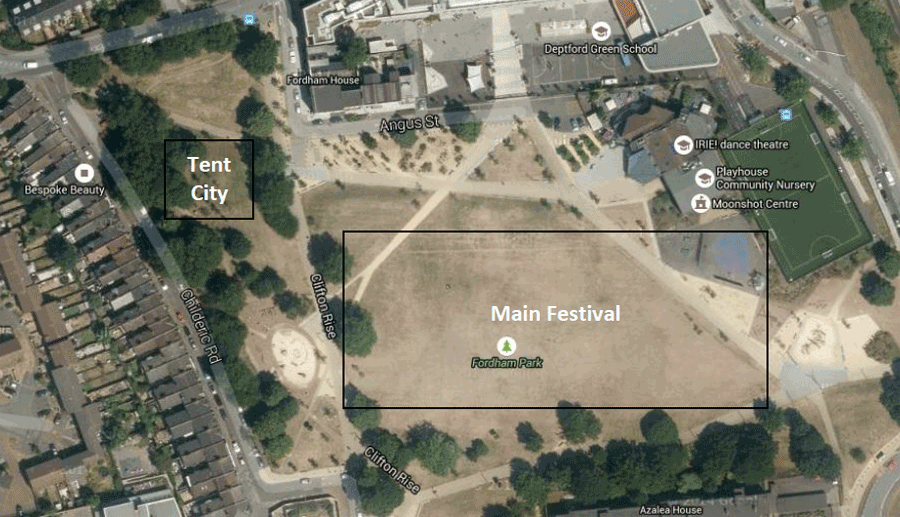 Deptford Green School
Fordham House
Angus St
IRIE! dance theatre
Tent
City
Bespoke Beauty
Playhouse
Community Nursery
Moonshot Centre
Clifton Rise
Childeric Rd
Main Festival
Fordham Park
Clifton Rise
Azalea House